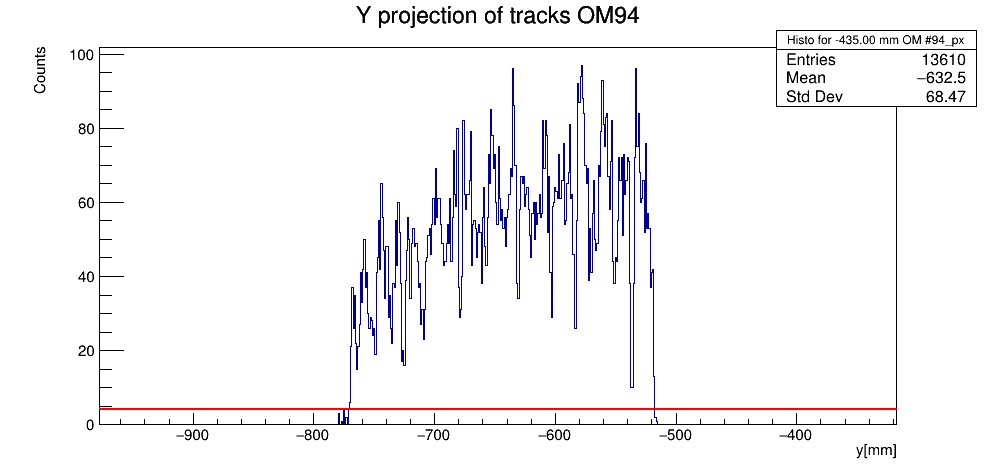 Y projection of tracks OM94
Histo for -435.00 mm OM #94_px
Entries 13610
Mean −632.5
Std Dev 68.47
Counts
100
80
60
40
20
0
−900 −800 −700 −600 −500 −400
y[mm]